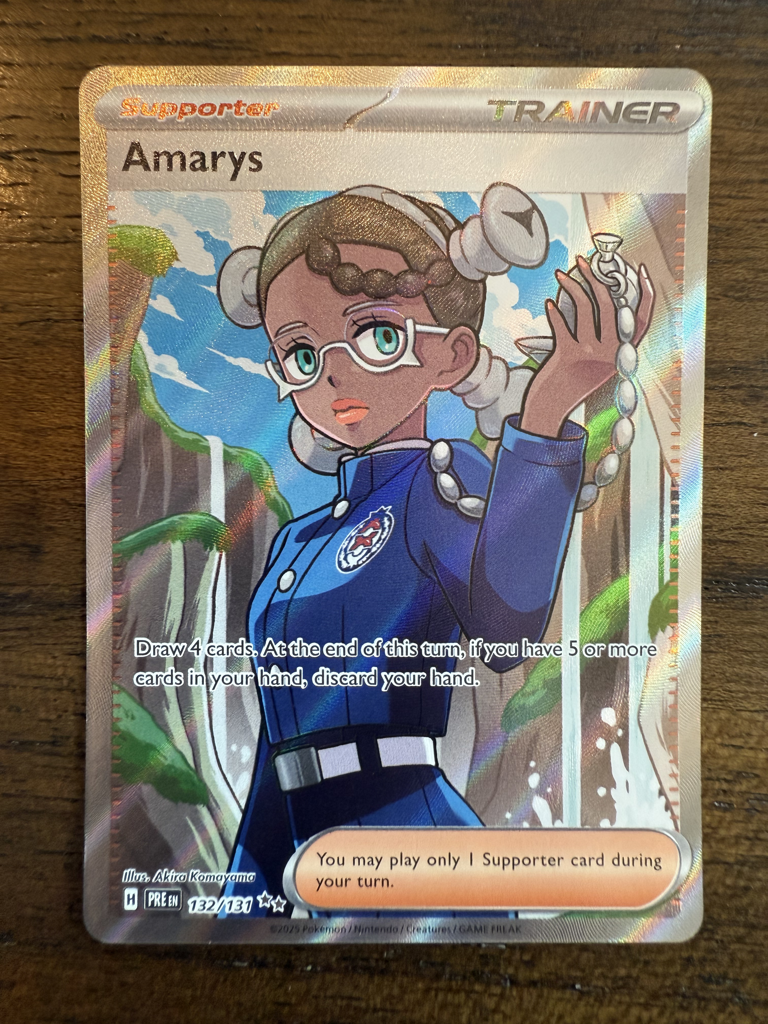 Supporter TRAINER
Amarys
Draw 4 cards. At the end of this turn, if you have 5 or more
cards in your hand, discard your hand.
You may play only 1 Supporter card during
your turn.
Illus. Akira Komayama
H PRE EN 132/131
©2025 Pokémon / Nintendo / Creatures / GAME FREAK